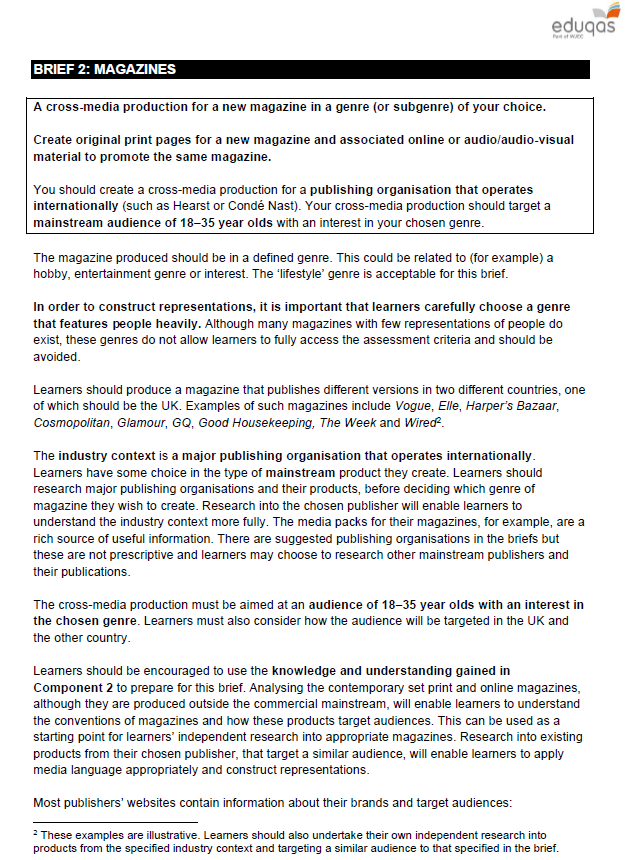 eduqas
Part of WJEC
BRIEF 2: MAGAZINES
A cross-media production for a new magazine in a genre (or subgenre) of your choice.
Create original print pages for a new magazine and associated online or audio/audio-visual
material to promote the same magazine.
You should create a cross-media production for a publishing organisation that operates
internationally (such as Hearst or Condé Nast). Your cross-media production should target a
mainstream audience of 18–35 year olds with an interest in your chosen genre.
The magazine produced should be in a defined genre. This could be related to (for example) a
hobby, entertainment genre or interest. The ‘lifestyle’ genre is acceptable for this brief.
In order to construct representations, it is important that learners carefully choose a genre
that features people heavily. Although many magazines with few representations of people do
exist, these genres do not allow learners to fully access the assessment criteria and should be
avoided.
Learners should produce a magazine that publishes different versions in two different countries, one
of which should be the UK. Examples of such magazines include Vogue, Elle, Harper’s Bazaar,
Cosmopolitan, Glamour, GQ, Good Housekeeping, The Week and Wired².
The industry context is a major publishing organisation that operates internationally.
Learners have some choice in the type of mainstream product they create. Learners should
research major publishing organisations and their products, before deciding which genre of
magazine they wish to create. Research into the chosen publisher will enable learners to
understand the industry context more fully. The media packs for their magazines, for example, are a
rich source of useful information. There are suggested publishing organisations in the briefs but
these are not prescriptive and learners may choose to research other mainstream publishers and
their publications.
The cross-media production must be aimed at an audience of 18–35 year olds with an interest in
the chosen genre. Learners must also consider how the audience will be targeted in the UK and
the other country.
Learners should be encouraged to use the knowledge and understanding gained in
Component 2 to prepare for this brief. Analysing the contemporary set print and online magazines,
although they are produced outside the commercial mainstream, will enable learners to understand
the conventions of magazines and how these products target audiences. This can be used as a
starting point for learners’ independent research into appropriate magazines. Research into existing
products from their chosen publisher, that target a similar audience, will enable learners to apply
media language appropriately and construct representations.
Most publishers’ websites contain information about their brands and target audiences:
² These examples are illustrative. Learners should also undertake their own independent research into
products from the specified industry context and targeting a similar audience to that specified in the brief.